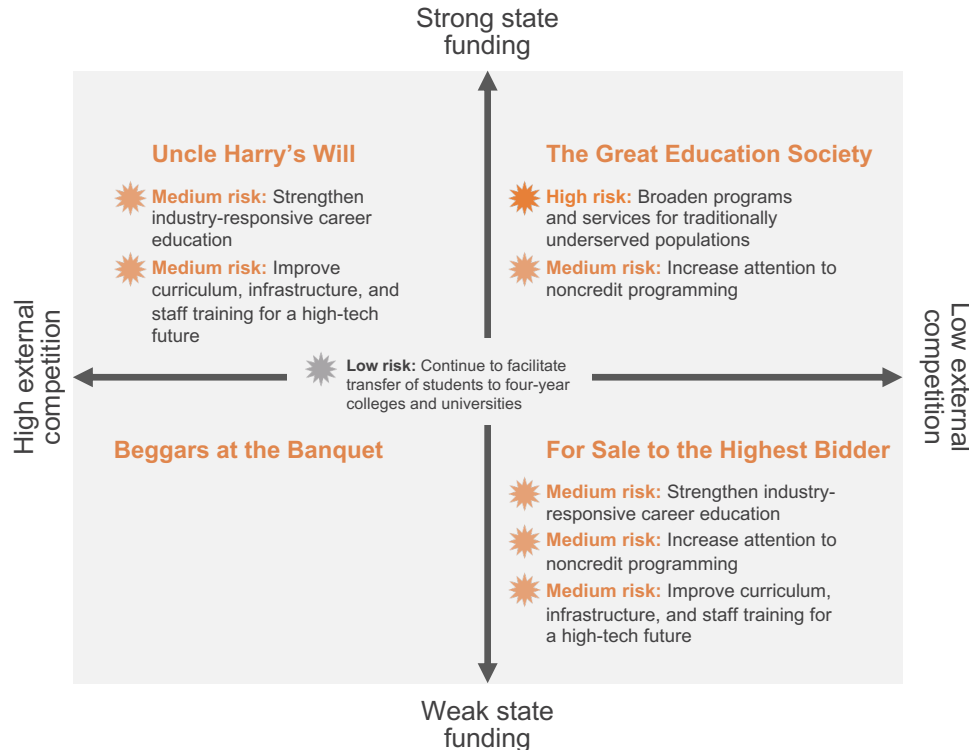 Strong state
funding
Uncle Harry's Will
Medium risk: Strengthen
industry-responsive career
education
Medium risk: Improve
curriculum, infrastructure, and
staff training for a high-tech
future
The Great Education Society
High risk: Broaden programs
and services for traditionally
underserved populations
Medium risk: Increase attention to
noncredit programming
High external
competition
Low risk: Continue to facilitate
transfer of students to four-year
colleges and universities
Low external
competition
Beggars at the Banquet
For Sale to the Highest Bidder
Medium risk: Strengthen industry-
responsive career education
Medium risk: Increase attention to
noncredit programming
Medium risk: Improve curriculum,
infrastructure, and staff training for
a high-tech future
Weak state
funding